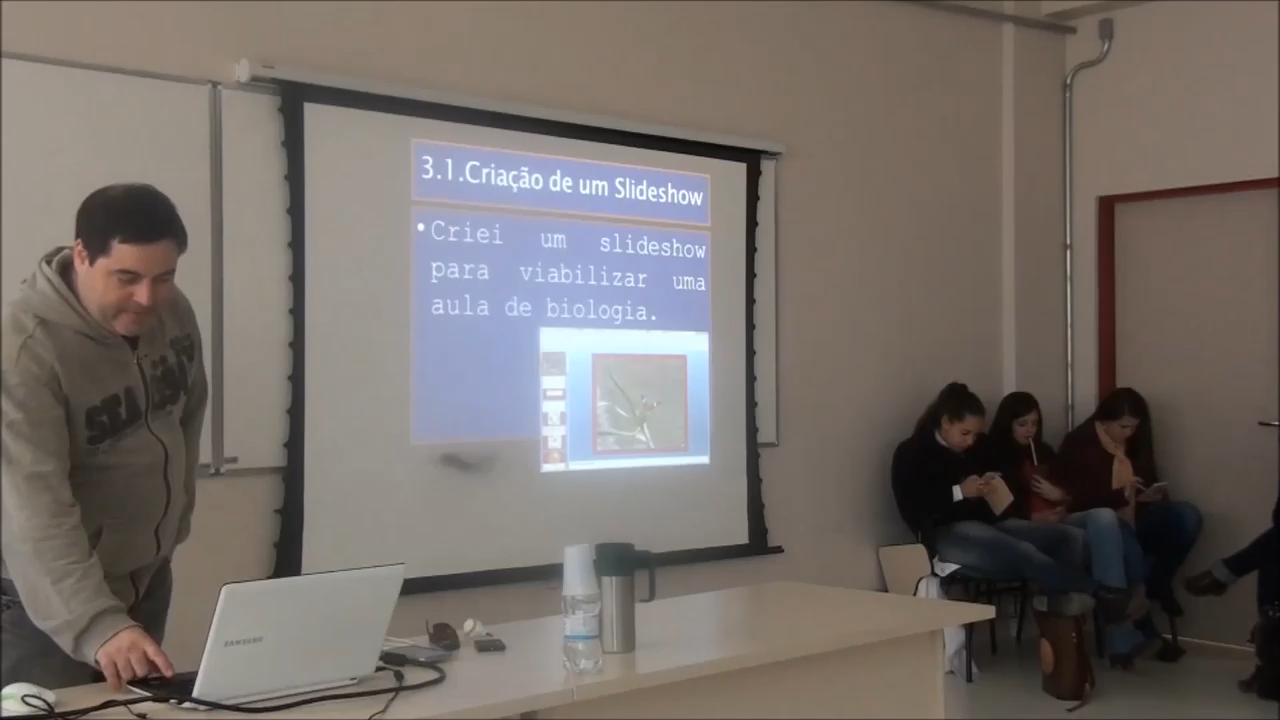 3.1.Criação de um Slideshow
• Criei um slideshow
para viabilizar uma
aula de biologia.
SAMSUNG